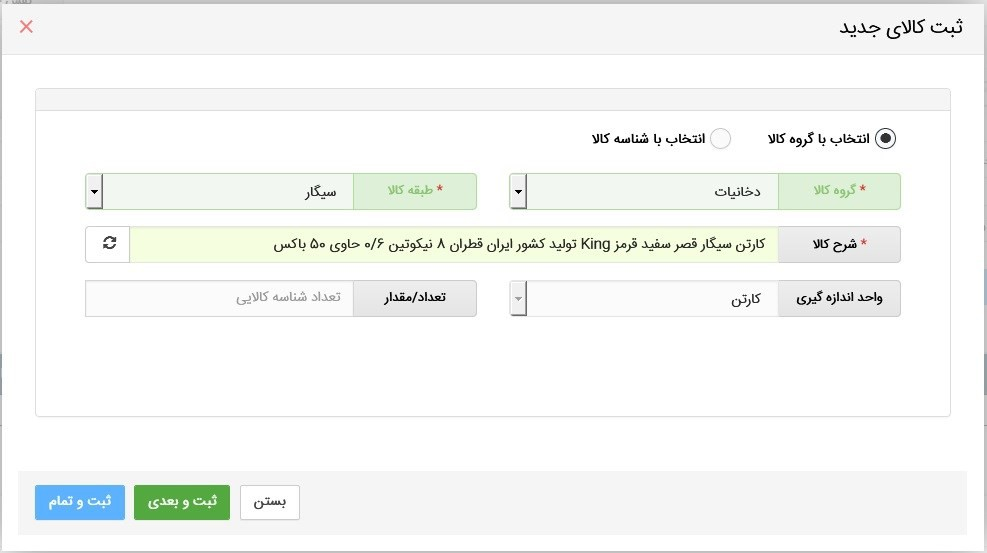 ثبت کالای جدید
انتخاب با گروه کالا انتخاب با شناسه کالا
* گروه کالا دخانیات * طبقه کالا سیگار
* شرح کالا کارتن سیگار قصر سفید قرمز King تولید کشور ایران قطران ۸ نیکوتین ۰/۶ حاوی ۵۰ باکس
واحد اندازه گیری کارتن تعداد/مقدار تعداد شناسه کالایی
بستن ثبت و بعدی ثبت و تمام